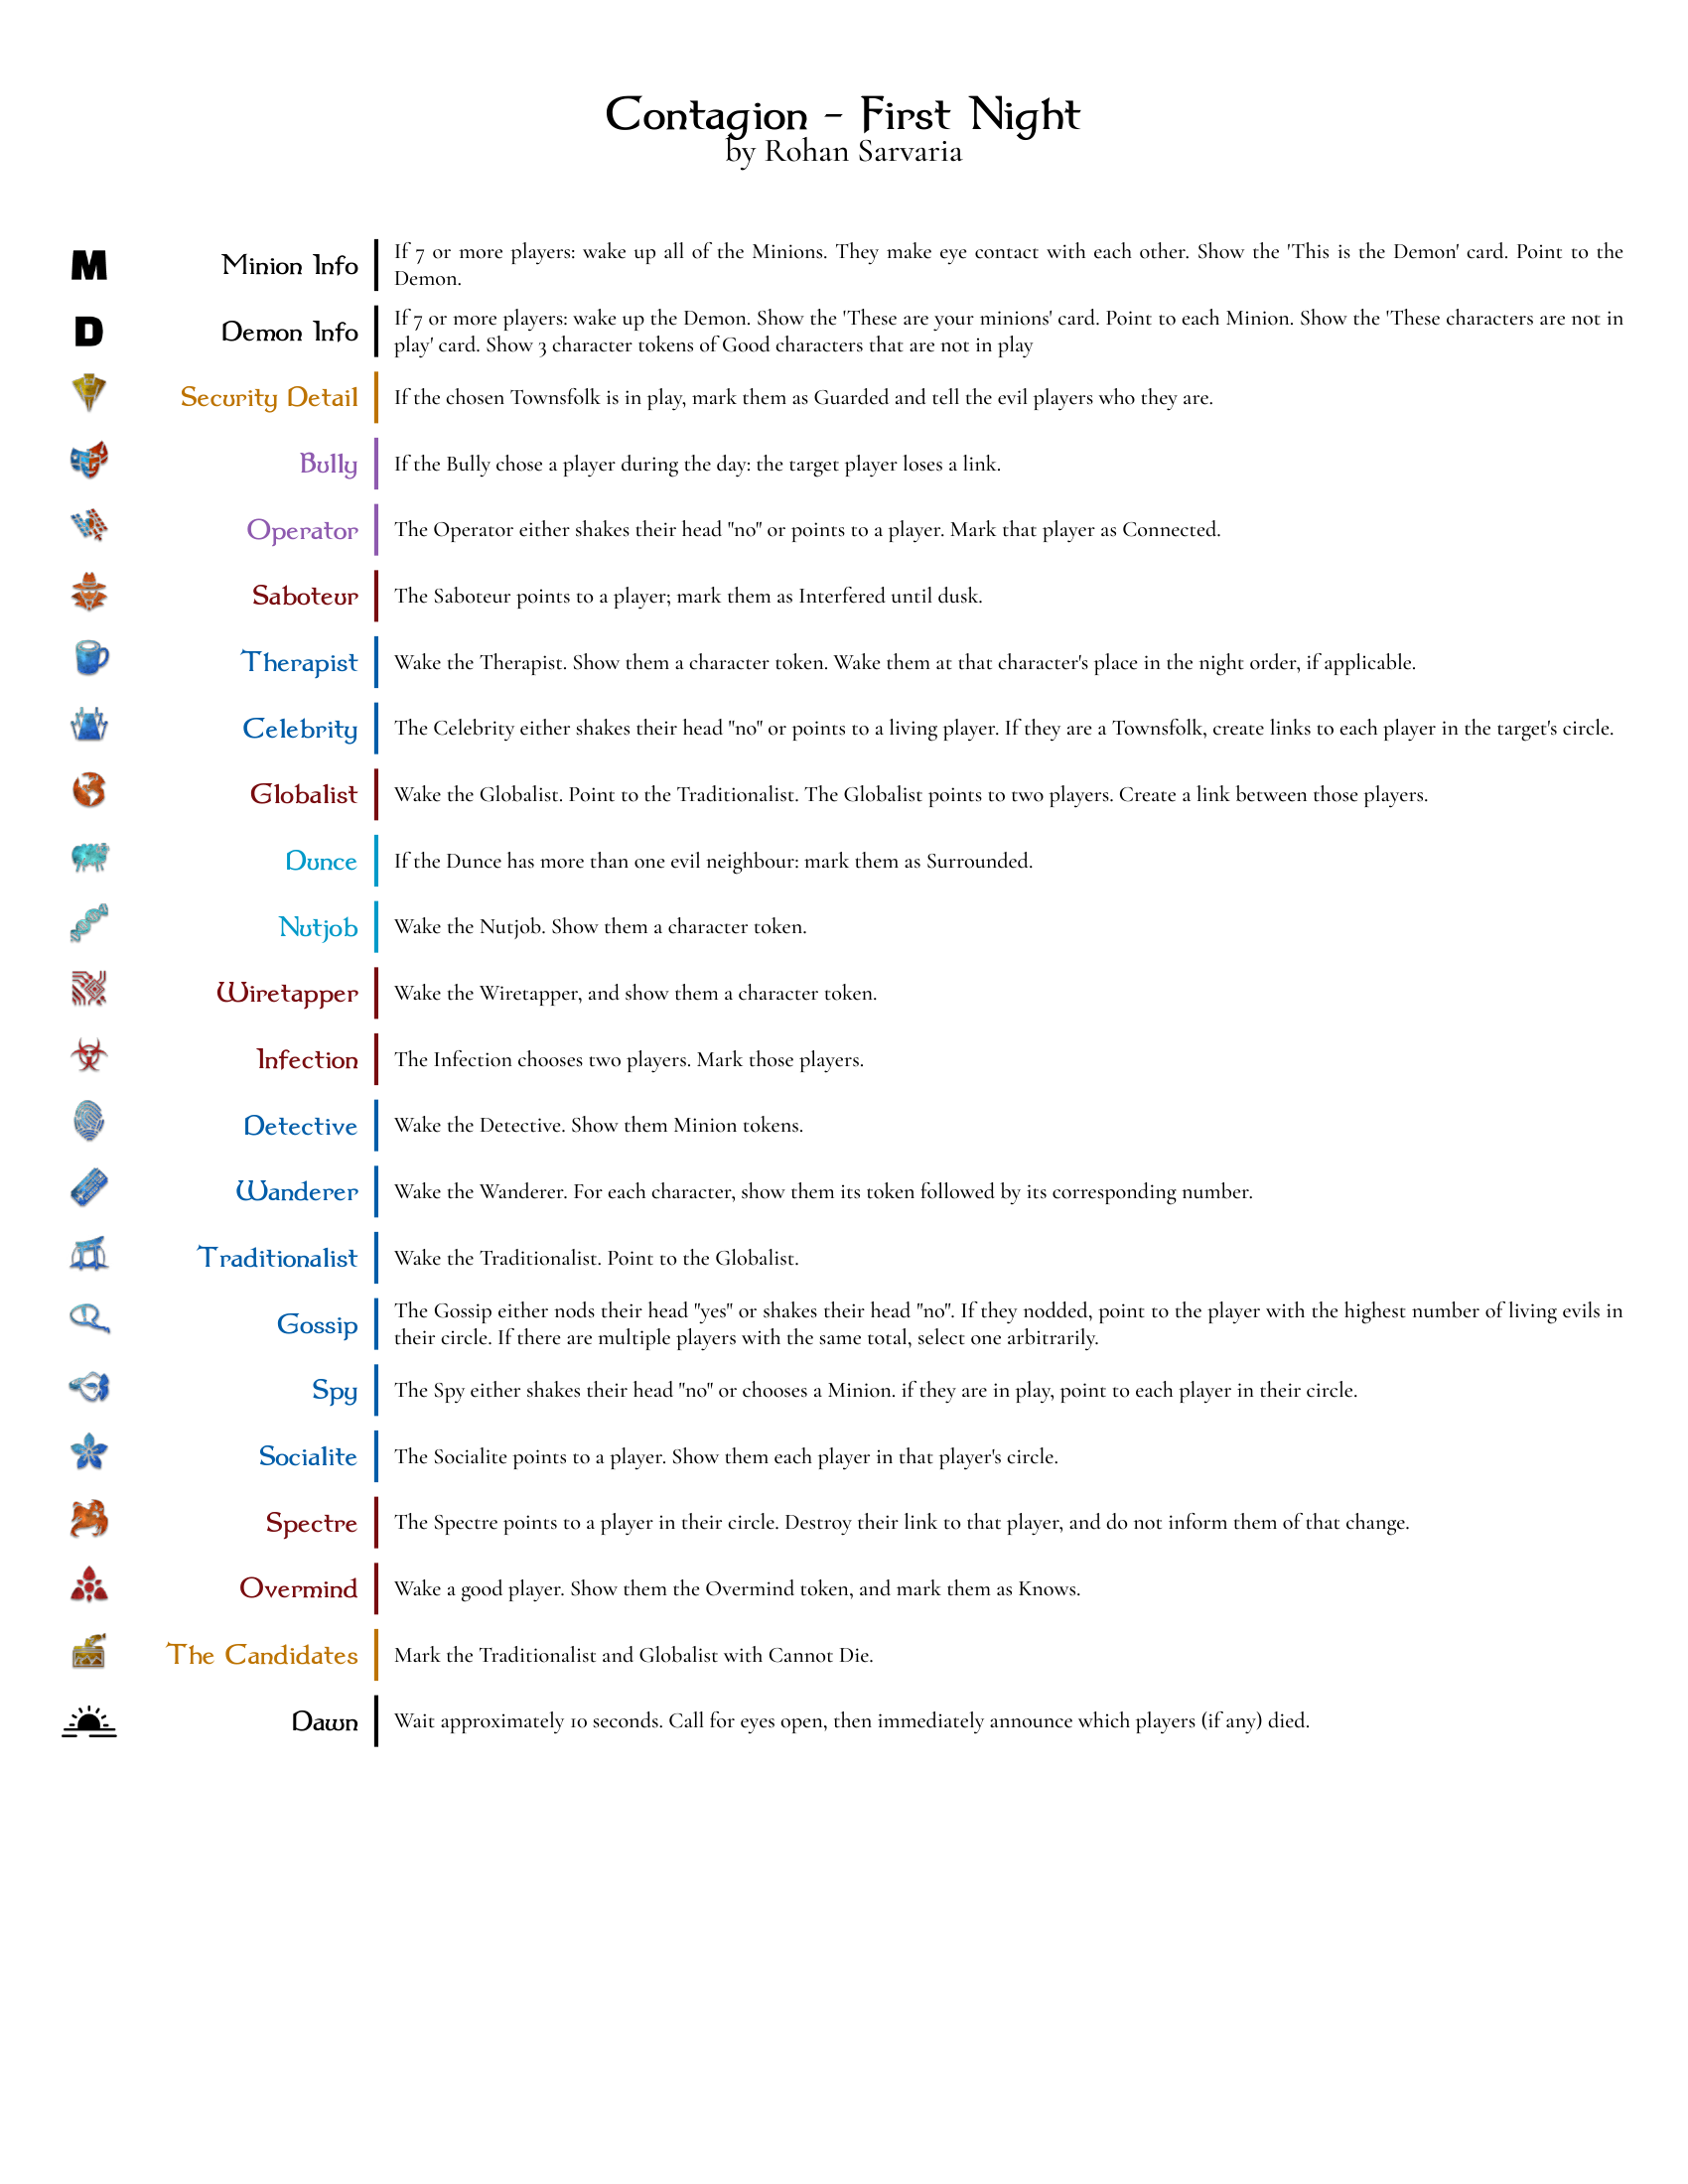 Contagion - First Night
by Rohan Sarvaria
M
Minion Info
If 7 or more players: wake up all of the Minions. They make eye contact with each other. Show the 'This is the Demon' card. Point to the
Demon.
D
Demon Info
If 7 or more players: wake up the Demon. Show the 'These are your minions' card. Point to each Minion. Show the 'These characters are not in
play' card. Show 3 character tokens of Good characters that are not in play
Security Detail
If the chosen Townsfolk is in play, mark them as Guarded and tell the evil players who they are.
Bully
If the Bully chose a player during the day: the target player loses a link.
Operator
The Operator either shakes their head "no" or points to a player. Mark that player as Connected.
Saboteur
The Saboteur points to a player; mark them as Interfered until dusk.
Therapist
Wake the Therapist. Show them a character token. Wake them at that character's place in the night order, if applicable.
Celebrity
The Celebrity either shakes their head "no" or points to a living player. If they are a Townsfolk, create links to each player in the target's circle.
Globalist
Wake the Globalist. Point to the Traditionalist. The Globalist points to two players. Create a link between those players.
Dunce
If the Dunce has more than one evil neighbour: mark them as Surrounded.
Nutjob
Wake the Nutjob. Show them a character token.
Wiretapper
Wake the Wiretapper, and show them a character token.
Infection
The Infection chooses two players. Mark those players.
Detective
Wake the Detective. Show them Minion tokens.
Wanderer
Wake the Wanderer. For each character, show them its token followed by its corresponding number.
Traditionalist
Wake the Traditionalist. Point to the Globalist.
Gossip
The Gossip either nods their head "yes" or shakes their head "no". If they nodded, point to the player with the highest number of living evils in
their circle. If there are multiple players with the same total, select one arbitrarily.
Spy
The Spy either shakes their head "no" or chooses a Minion. if they are in play, point to each player in their circle.
Socialite
The Socialite points to a player. Show them each player in that player's circle.
Spectre
The Spectre points to a player in their circle. Destroy their link to that player, and do not inform them of that change.
Overmind
Wake a good player. Show them the Overmind token, and mark them as Knows.
The Candidates
Mark the Traditionalist and Globalist with Cannot Die.
Dawn
Wait approximately 10 seconds. Call for eyes open, then immediately announce which players (if any) died.